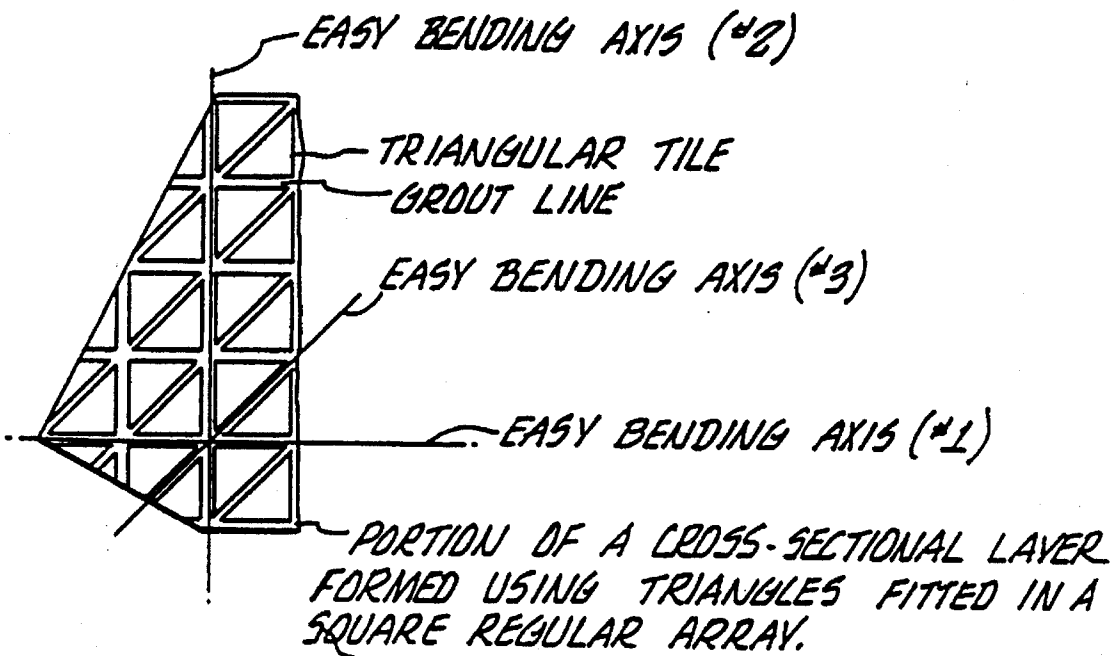 EASY BENDING AXIS (#2)
TRIANGULAR TILE
GROUT LINE
EASY BENDING AXIS (#3)
EASY BENDING AXIS (#1)
PORTION OF A CROSS-SECTIONAL LAYER
FORMED USING TRIANGLES FITTED IN A
SQUARE REGULAR ARRAY.